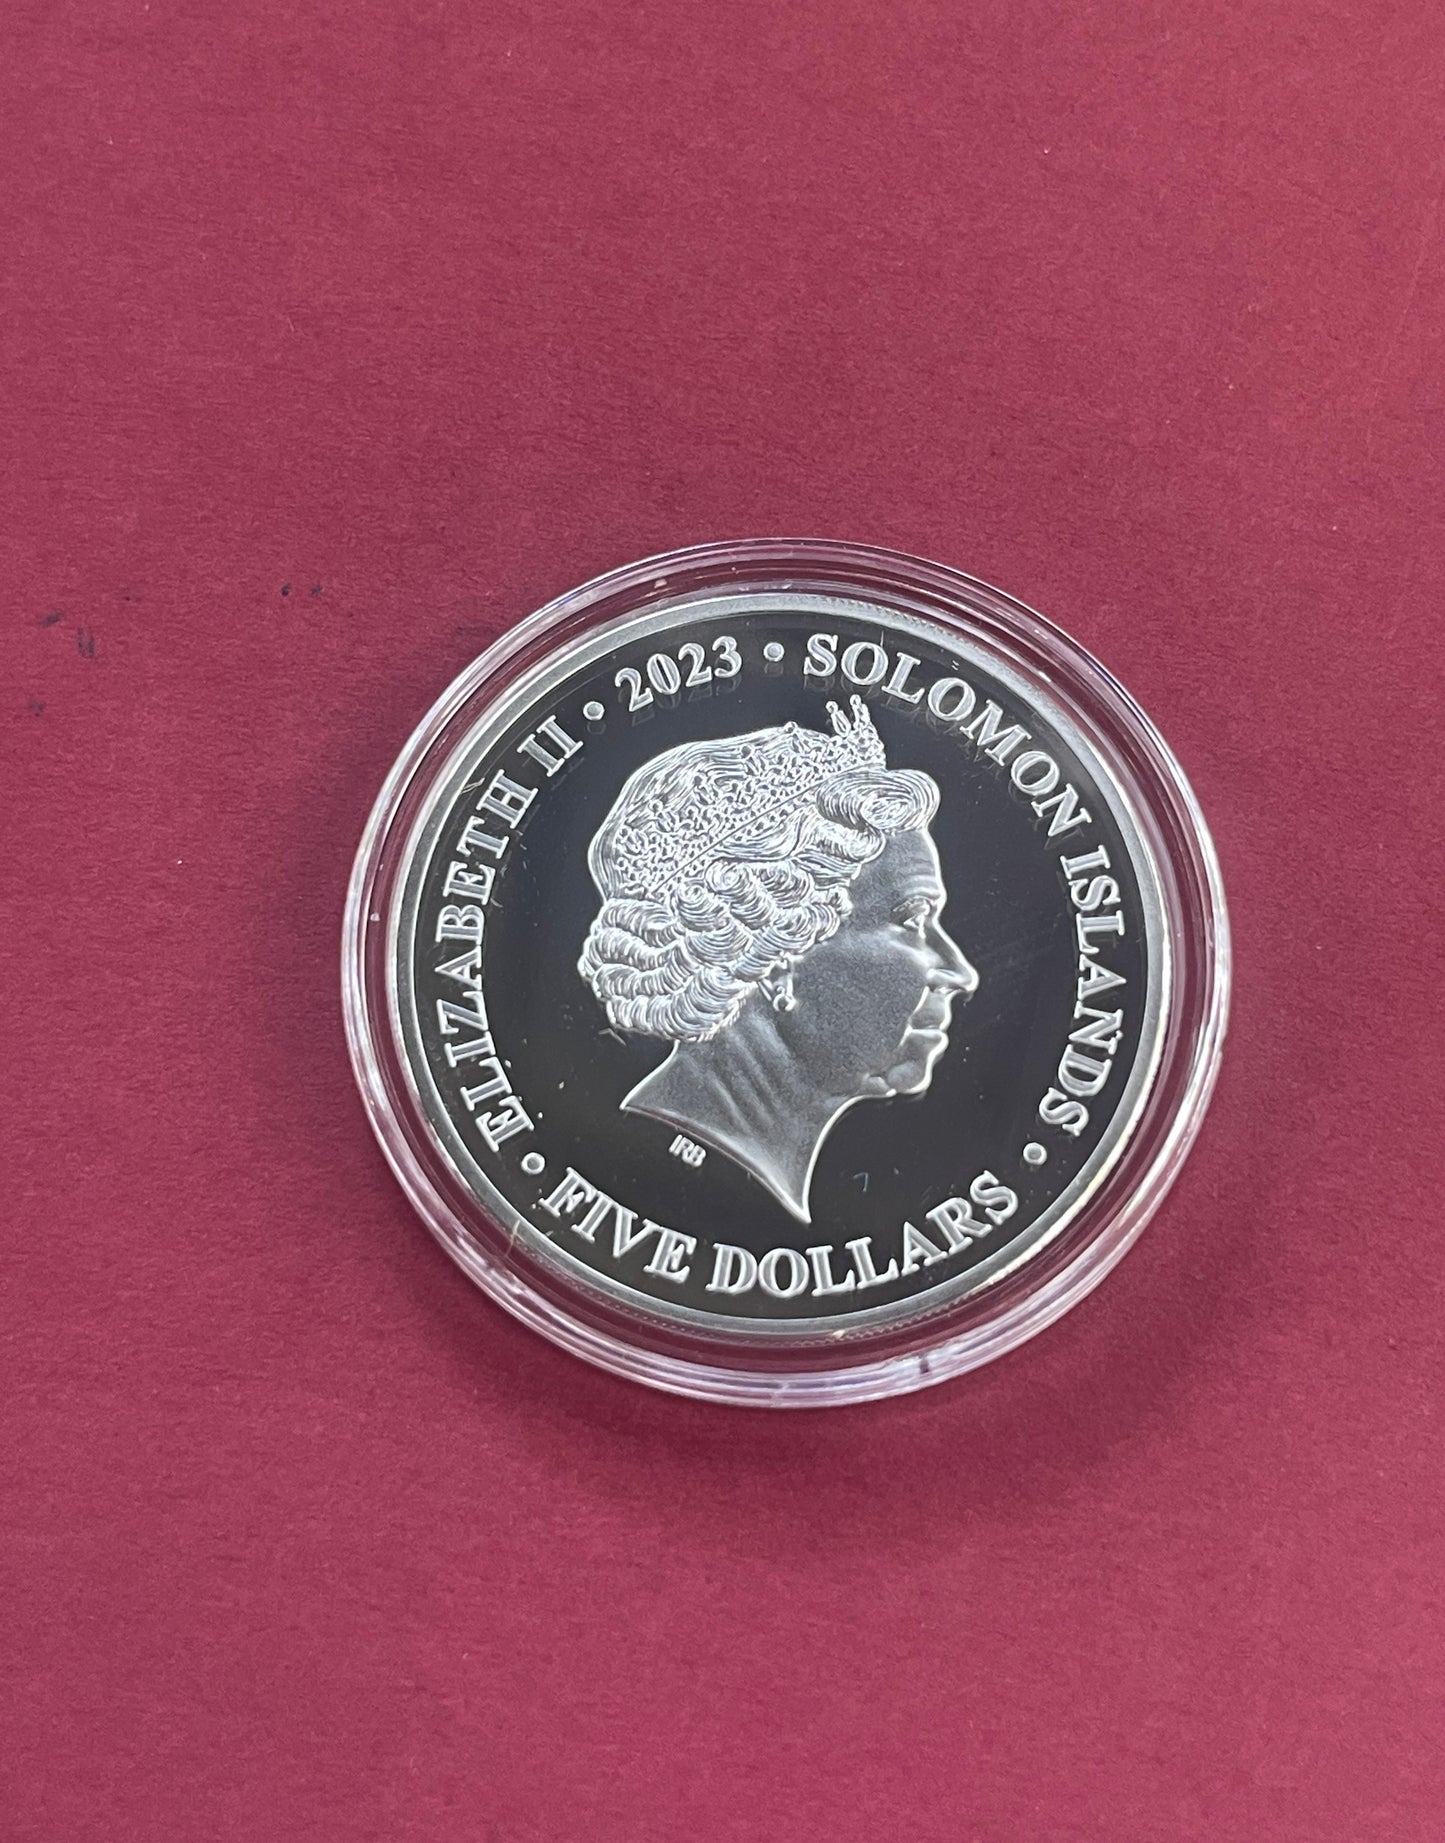 ELIZABETH II • 2023 • SOLOMON ISLANDS •
FIVE DOLLARS •
IRB